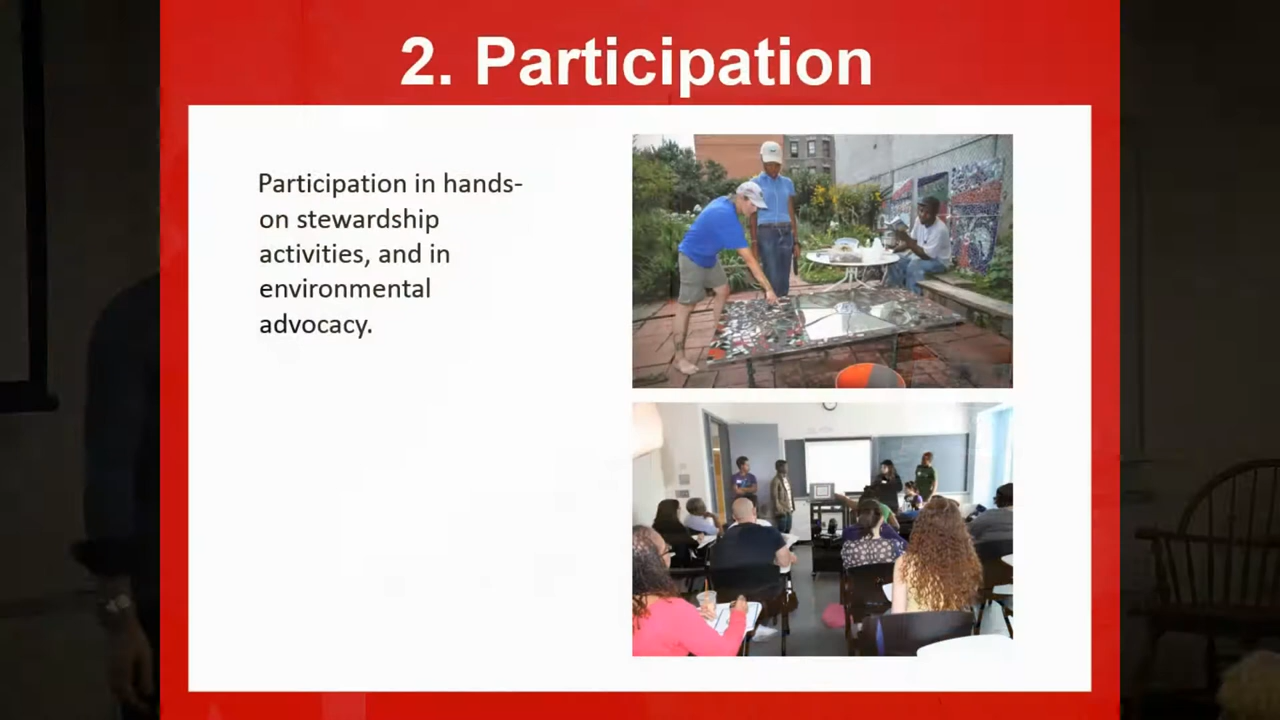 2. Participation
Participation in hands-
on stewardship
activities, and in
environmental
advocacy.